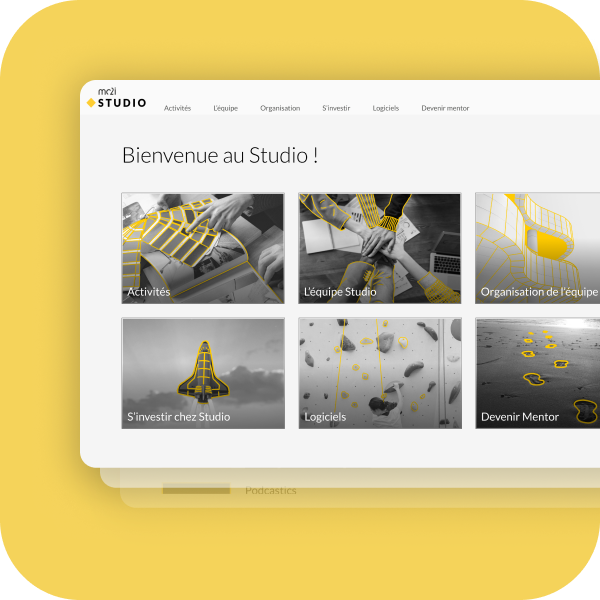 mc2i
STUDIO
Activités L'équipe Organisation S'investir Logiciels Devenir mentor
Bienvenue au Studio !
Activités
L'équipe Studio
Organisation de l'équipe
S'investir chez Studio
Logiciels
Devenir Mentor
Podcastics